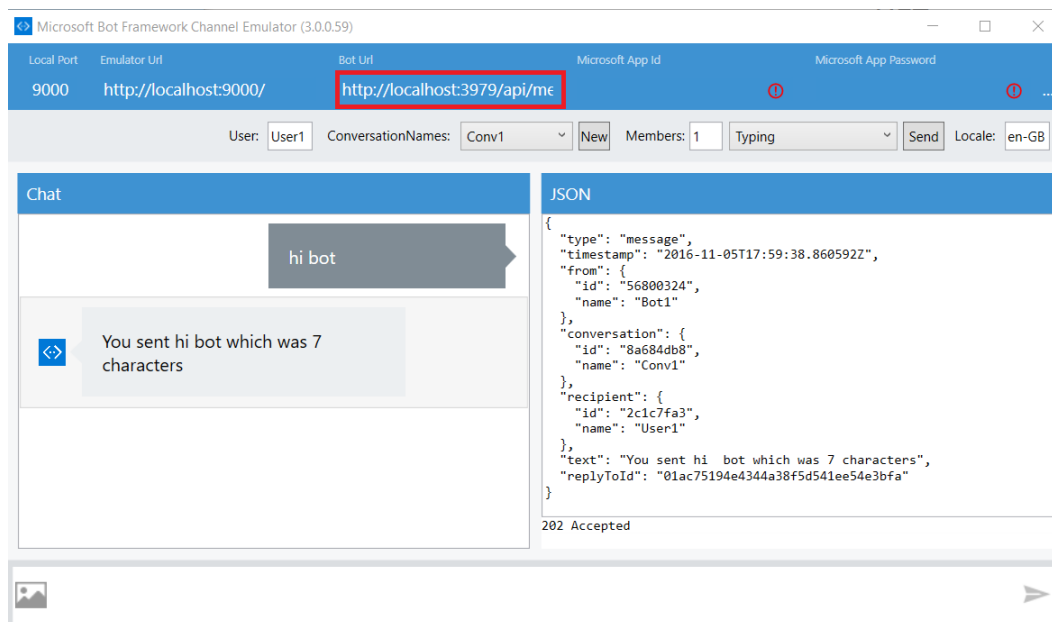 Microsoft Bot Framework Channel Emulator (3.0.0.59)
Local Port Emulator Url Bot Url Microsoft App Id Microsoft App Password
9000 http://localhost:9000/ http://localhost:3979/api/me ...
User: User1 ConversationNames: Conv1 New Members: 1 Typing Send Locale: en-GB
Chat
hi bot
You sent hi bot which was 7
characters
JSON
{
"type": "message",
"timestamp": "2016-11-05T17:59:38.860592Z",
"from": {
"id": "56800324",
"name": "Bot1"
},
"conversation": {
"id": "8a684db8",
"name": "Conv1"
},
"recipient": {
"id": "2c1c7fa3",
"name": "User1"
},
"text": "You sent hi  bot which was 7 characters",
"replyToId": "01ac75194e4344a38f5d541ee54e3bfa"
}
202 Accepted